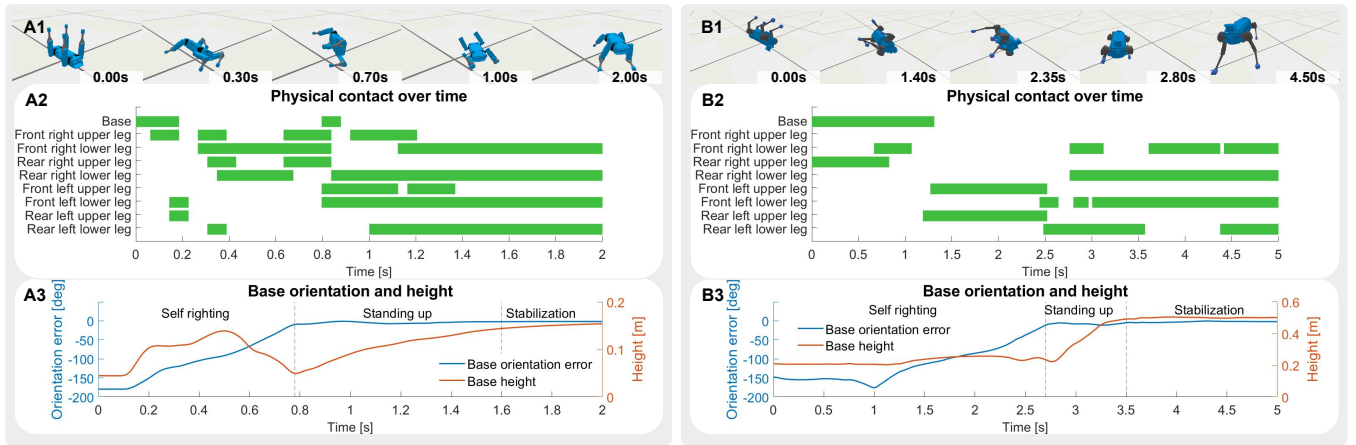 A1
0.00s
0.30s
0.70s
1.00s
2.00s
A2
Physical contact over time
Base
Front right upper leg
Front right lower leg
Rear right upper leg
Rear right lower leg
Front left upper leg
Front left lower leg
Rear left upper leg
Rear left lower leg
0 0.2 0.4 0.6 0.8 1 1.2 1.4 1.6 1.8 2
Time [s]
A3
Base orientation and height
Orientation error [deg]
0
-50
-100
-150
-200
Self righting
Standing up
Stabilization
Base orientation error
Base height
0.2
0.1
0
Height [m]
0 0.2 0.4 0.6 0.8 1 1.2 1.4 1.6 1.8 2
Time [s]
B1
0.00s
1.40s
2.35s
2.80s
4.50s
B2
Physical contact over time
Base
Front right upper leg
Front right lower leg
Rear right upper leg
Rear right lower leg
Front left upper leg
Front left lower leg
Rear left upper leg
Rear left lower leg
0 0.5 1 1.5 2 2.5 3 3.5 4 4.5 5
Time [s]
B3
Base orientation and height
Orientation error [deg]
0
-50
-100
-150
-200
Self righting
Standing up
Stabilization
Base orientation error
Base height
0.6
0.4
0.2
0
Height [m]
0 0.5 1 1.5 2 2.5 3 3.5 4 4.5 5
Time [s]